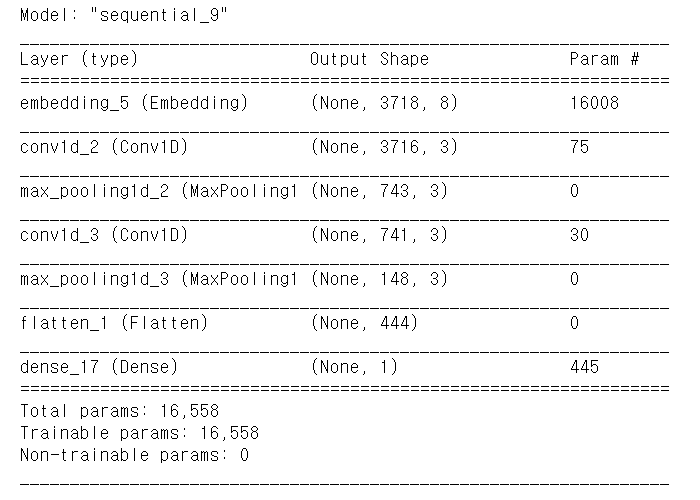 Model: "sequential_9"
_________________________________________________________________
Layer (type)                 Output Shape              Param #
=================================================================
embedding_5 (Embedding)      (None, 3718, 8)           16008
_________________________________________________________________
conv1d_2 (Conv1D)            (None, 3716, 3)           75
_________________________________________________________________
max_pooling1d_2 (MaxPooling1 (None, 743, 3)            0
_________________________________________________________________
conv1d_3 (Conv1D)            (None, 741, 3)            30
_________________________________________________________________
max_pooling1d_3 (MaxPooling1 (None, 148, 3)            0
_________________________________________________________________
flatten_1 (Flatten)          (None, 444)               0
_________________________________________________________________
dense_17 (Dense)             (None, 1)                 445
=================================================================
Total params: 16,558
Trainable params: 16,558
Non-trainable params: 0
_________________________________________________________________